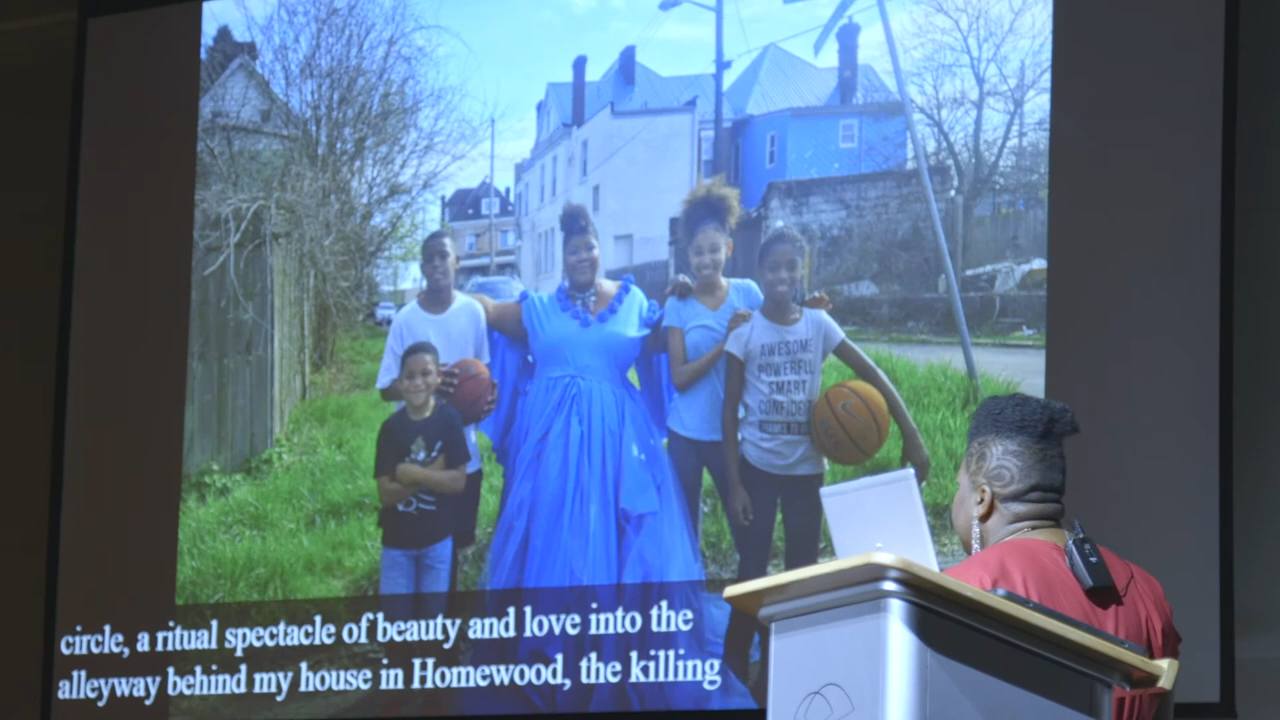 AWESOME
POWERFUL
SMART
CONFIDENT
circle, a ritual spectacle of beauty and love into the
alleyway behind my house in Homewood, the killing